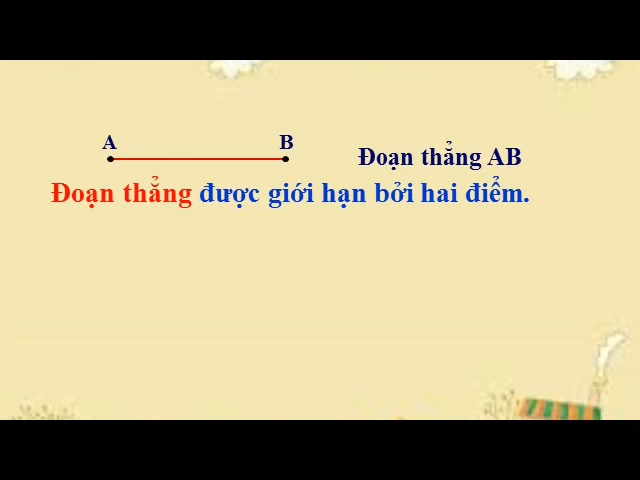 A B
Đoạn thẳng AB
Đoạn thẳng được giới hạn bởi hai điểm.